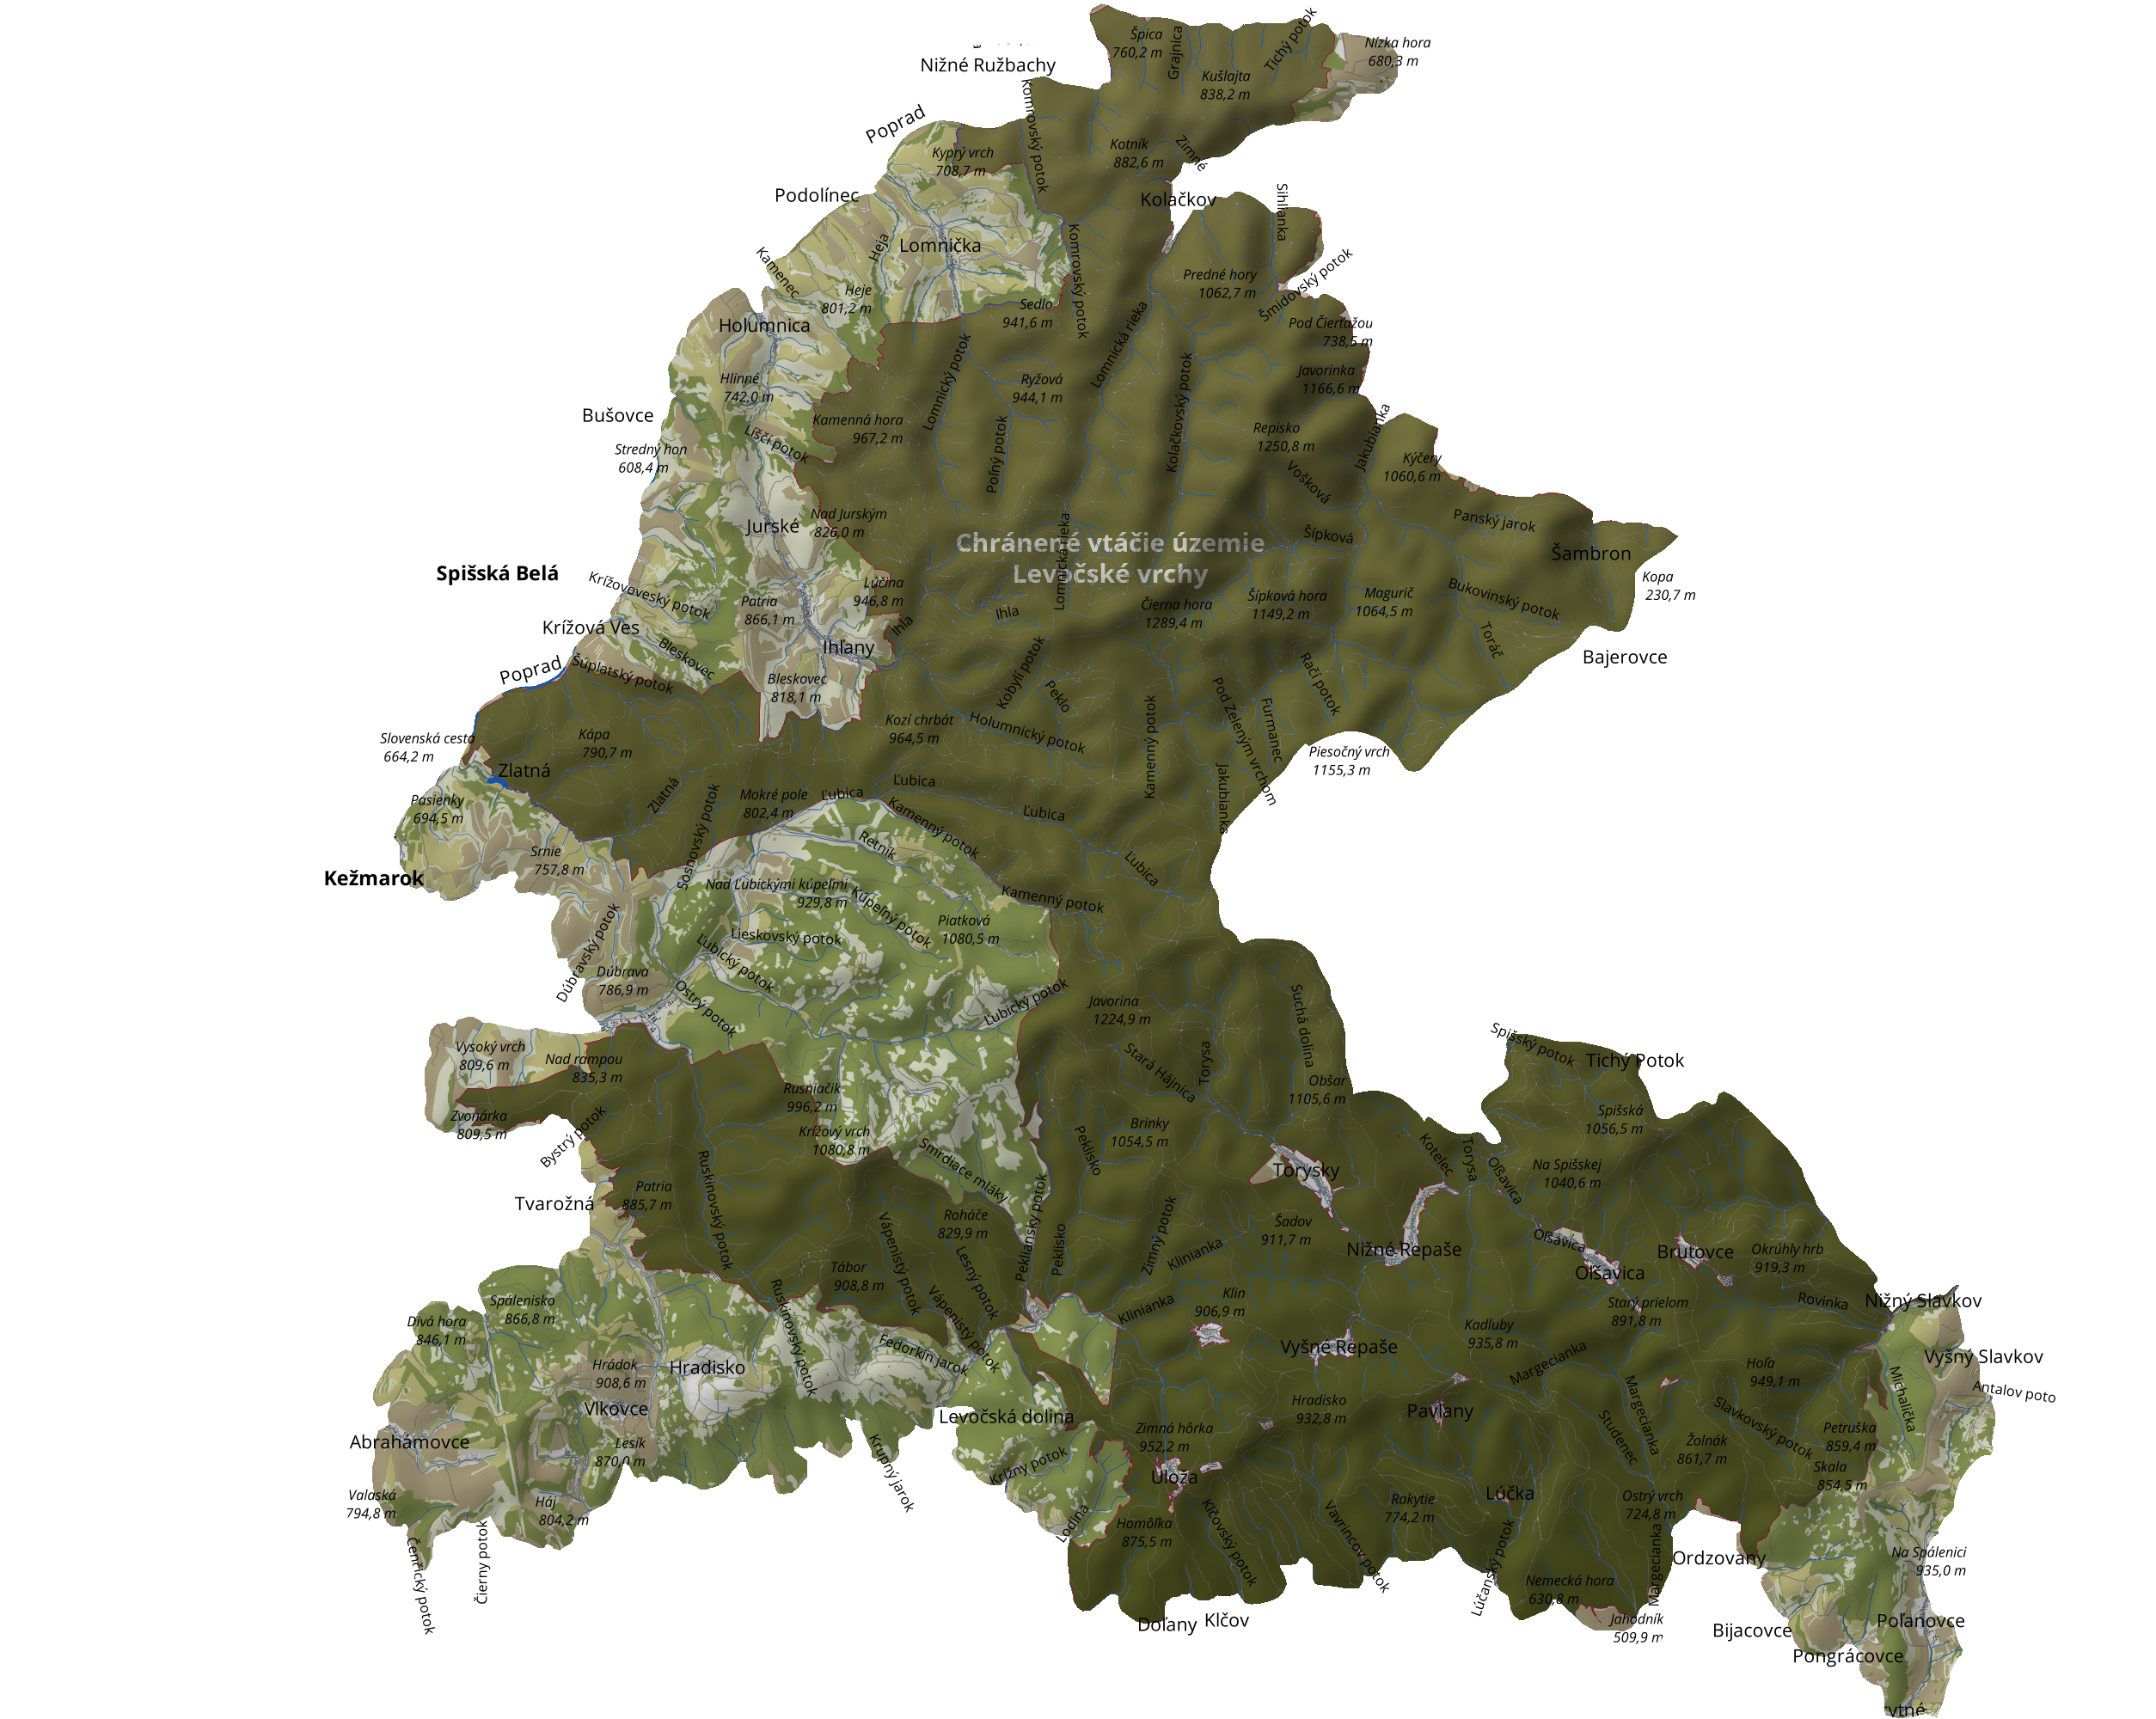 Špica
760,2 m
Grajnica
Tichý potok
Nízka hora
680,3 m
Nižné Ružbachy
Kušlajta
838,2 m
Komrovský potok
Poprad
Kyprý vrch
708,7 m
Kotník
882,6 m
Zimné
Podolínec
Kolačkov
Sihlianka
Lomnička
Heja
Kamenec
Komrovský potok
Predné hory
1062,7 m
Šmidovský potok
Heje
801,2 m
Sedlo
941,6 m
Holumnica
Pod Čierťažou
738,5 m
Lomnická rieka
Lomnický potok
Hlinné
742,0 m
Ryžová
944,1 m
Kolačkovský potok
Javorinka
1166,6 m
Bušovce
Kamenná hora
967,2 m
Líščí potok
Poľný potok
Repisko
1250,8 m
Jakubianka
Stredný hon
608,4 m
Kýčery
1060,6 m
Vošková
Jurské
Nad Jurským
826,0 m
Panský jarok
Šípková
Chránené vtáčie územie
Levočské vrchy
Lomnická rieka
Šambron
Spišská Belá
Krížoveský potok
Lúčina
946,8 m
Kopa
230,7 m
Patria
866,1 m
Ihla
Ihla
Čierna hora
1289,4 m
Šípková hora
1149,2 m
Magurič
1064,5 m
Bukovinský potok
Krížová Ves
Toráč
Ihľany
Bleskovec
Bajerovce
Poprad
Šúplatský potok
Bleskovec
818,1 m
Kobylí potok
Peklo
Račí potok
Kozí chrbát
964,5 m
Holumnický potok
Kamenný potok
Pod Zeleným vrchom
Furmanec
Slovenská cesta
664,2 m
Kápa
790,7 m
Piesočný vrch
1155,3 m
Zlatná
Zlatná
Sosnovský potok
Mokré pole
802,4 m
Ľubica
Ľubica
Ľubica
Jakubianka
Pasienky
694,5 m
Kamenný potok
Retník
Srnie
757,8 m
Ľubica
Kežmarok
Nad Ľubickými kúpeľmi
929,8 m
Kúpeľný potok
Kamenný potok
Piatková
1080,5 m
Dúbravský potok
Lieskovský potok
Ľubický potok
Dúbrava
786,9 m
Ostrý potok
Ľubický potok
Javorina
1224,9 m
Suchá dolina
Vysoký vrch
809,6 m
Nad rampou
835,3 m
Stará Hájnica
Torysa
Spišský potok
Tichý Potok
Rusniačik
996,2 m
Obšar
1105,6 m
Zvonárka
809,5 m
Bystrý potok
Krížový vrch
1080,8 m
Brinky
1054,5 m
Spišská
1056,5 m
Peklisko
Smrdiace mláky
Torysky
Kotelec
Torysa
Oľšavica
Na Spišskej
1040,6 m
Ruskinovský potok
Patria
885,7 m
Tvarožná
Roháče
829,9 m
Vápenistý potok
Lesný potok
Pekliansky potok
Peklisko
Zimný potok
Klinianka
Šadov
911,7 m
Nižné Repaše
Oľšavica
Oľšavica
Brutovce
Okrúhly hrb
919,3 m
Tábor
908,8 m
Klin
906,9 m
Klinianka
Starý prielom
891,8 m
Rovinka
Nižný Slavkov
Divá hora
846,1 m
Spálenisko
866,8 m
Ruskinovský potok
Vápenistý potok
Fedorkin jarok
Vyšné Repaše
Kadluby
935,8 m
Margecianka
Hoľa
949,1 m
Vyšný Slavkov
Hrádok
908,6 m
Hradisko
Michalička
Antalov poto
Vlkovce
Levočská dolina
Hradisko
932,8 m
Pavľany
Margecianka
Studenec
Slavkovský potok
Abrahámovce
Lesík
870,0 m
Zimná hôrka
952,2 m
Žolnák
861,7 m
Petruška
859,4 m
Krupný jarok
Krížny potok
Uloža
Skala
854,5 m
Valaská
794,8 m
Háj
804,2 m
Lodina
Homôľka
875,5 m
Klčovský potok
Vavrincov potok
Rakytie
774,2 m
Lúčka
Ostrý vrch
724,8 m
Čenčický potok
Čierny potok
Lúčanský potok
Margecianka
Ordzovany
Na Spálenici
935,0 m
Nemecká hora
630,8 m
Doľany
Klčov
Jahodník
509,9 m
Bijacovce
Poľanovce
Pongrácovce